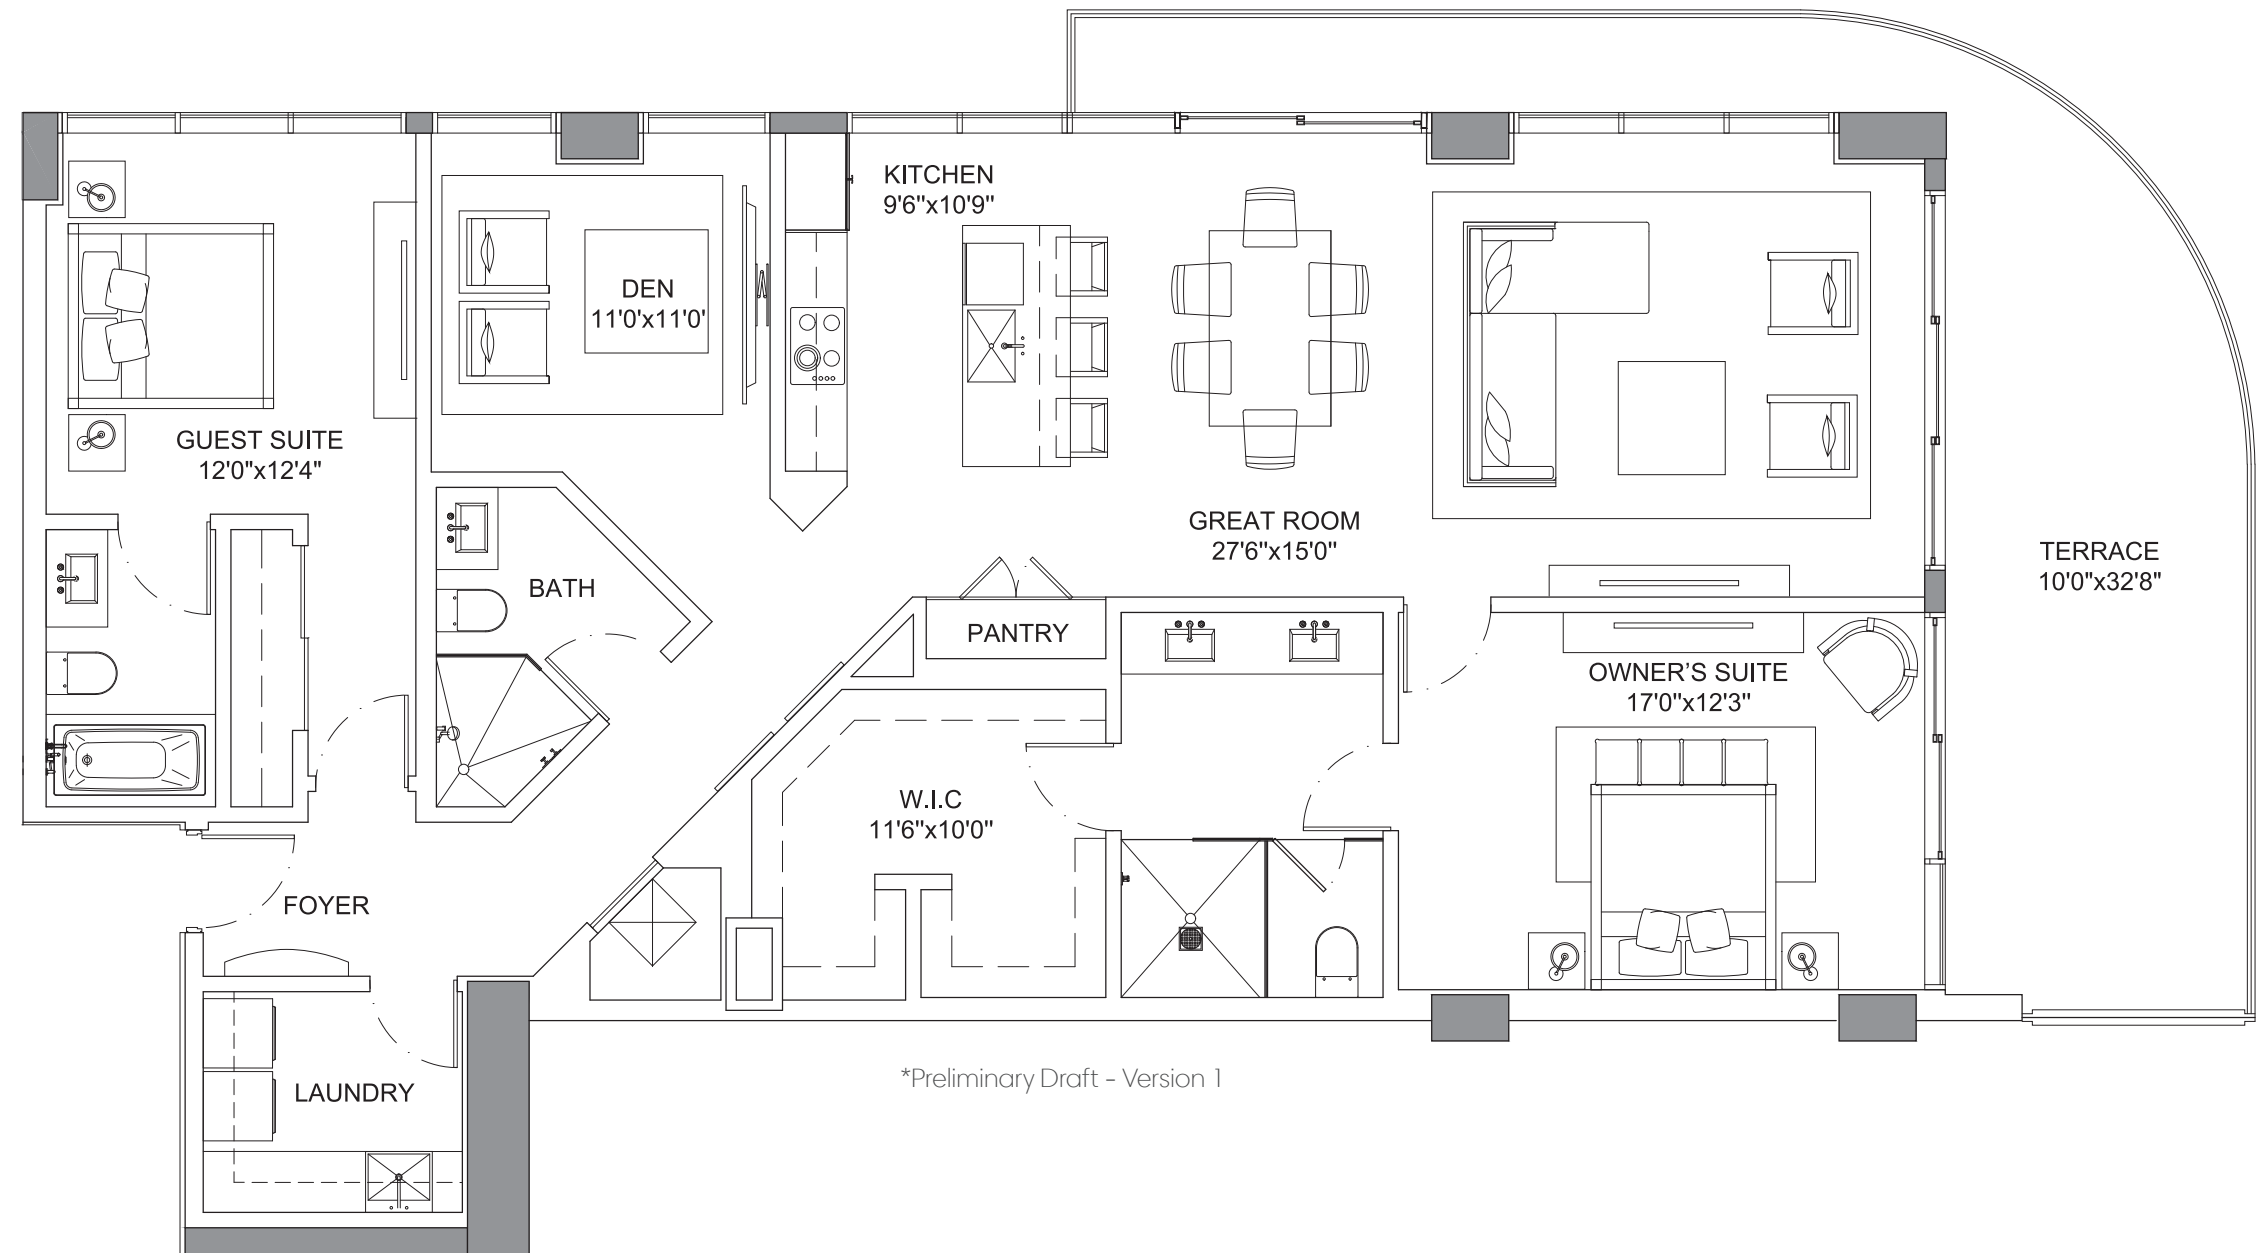 KITCHEN
9'6"x10'9"
DEN
11'0'x11'0'
GUEST SUITE
12'0"x12'4"
GREAT ROOM
27'6"x15'0"
TERRACE
10'0"x32'8"
BATH
PANTRY
OWNER'S SUITE
17'0"x12'3"
W.I.C
11'6"x10'0"
FOYER
LAUNDRY
*Preliminary Draft - Version 1